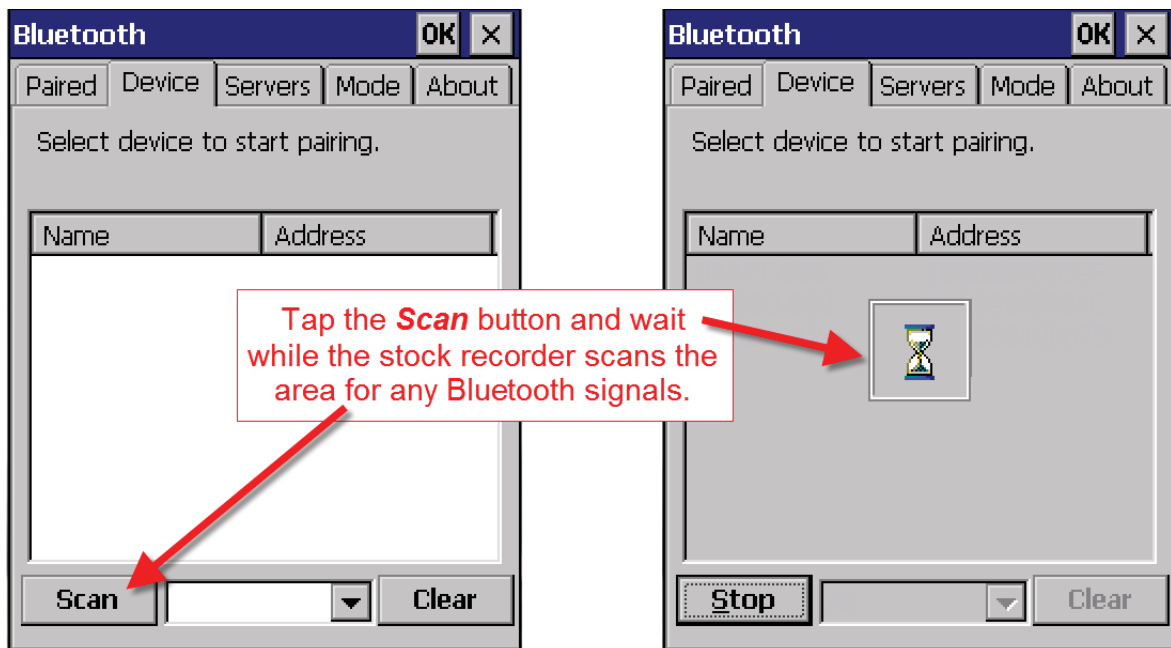 Bluetooth OK ×
Paired Device Servers Mode About
Select device to start pairing.
Name Address
Scan Clear
Tap the Scan button and wait
while the stock recorder scans the
area for any Bluetooth signals.
Bluetooth OK ×
Paired Device Servers Mode About
Select device to start pairing.
Name Address
Stop Clear